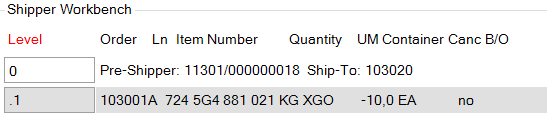 Shipper Workbench
Level Order Ln Item Number Quantity UM Container Canc B/O
0 Pre-Shipper: 11301/000000018 Ship-To: 103020
.1 103001A 724 5G4 881 021 KG XGO -10,0 EA no